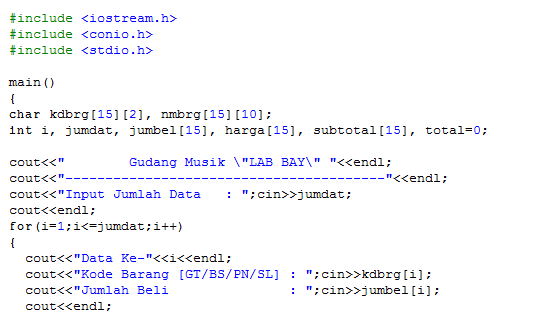 #include <iostream.h>
#include <conio.h>
#include <stdio.h>

main()
{
char kdbrg[15][2], nmbrg[15][10];
int i, jumdat, jumbel[15], harga[15], subtotal[15], total=0;

cout<<"        Gudang Musik \"LAB BAY\" "<<endl;
cout<<"----------------------------------------"<<endl;
cout<<"Input Jumlah Data   : ";cin>>jumdat;
cout<<endl;
for(i=1;i<=jumdat;i++)
{
  cout<<"Data Ke-"<<i<<endl;
  cout<<"Kode Barang [GT/BS/PN/SL] : ";cin>>kdbrg[i];
  cout<<"Jumlah Beli               : ";cin>>jumbel[i];
  cout<<endl;